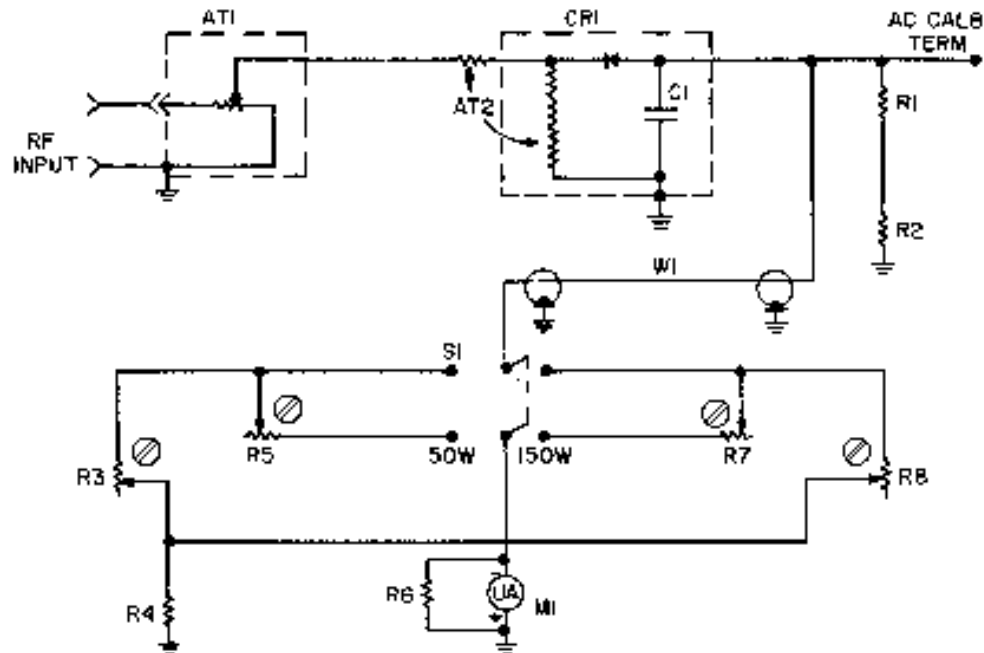 AT1
CR1
AC CALB
TERM
AT2
C1
R1
RF
INPUT
R2
W1
S1
R5
50W
150W
R7
R3
R8
R6
UA
M1
R4